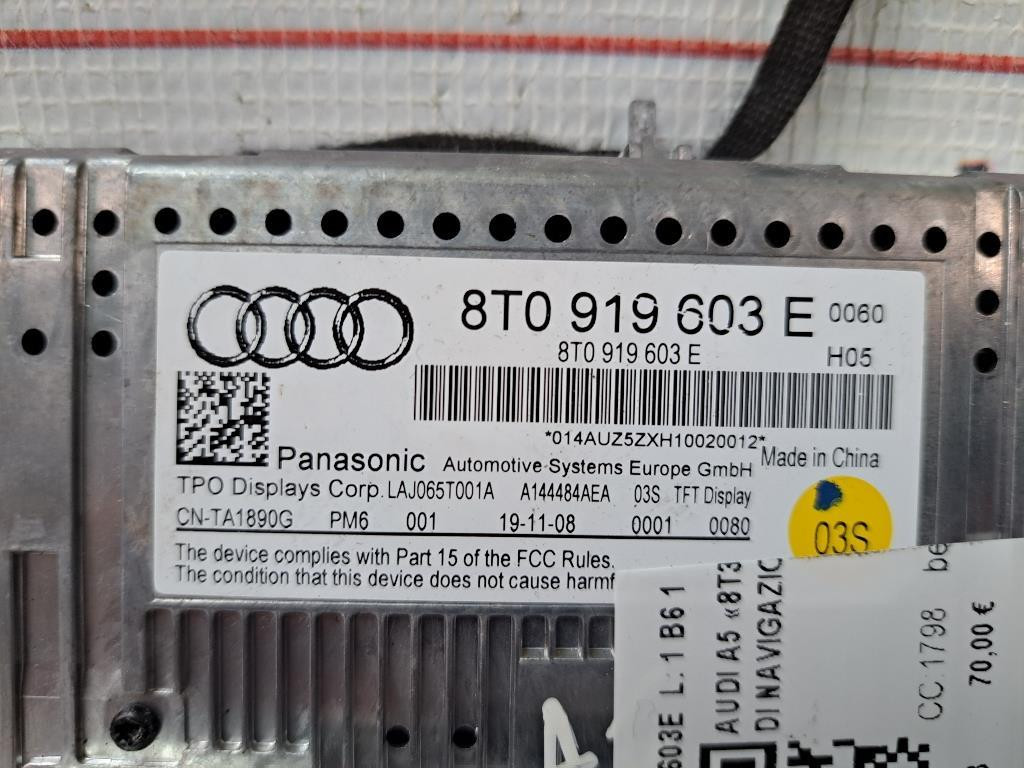 8T0 919 603 E 0060
8T0 919 603 E H05
*014AUZ5ZXH10020012*
Panasonic Automotive Systems Europe GmbH Made in China
TPO Displays Corp. LAJ065T001A A144484AEA 03S TFT Display
CN-TA1890G PM6 001 19-11-08 0001 0080
03S
The device complies with Part 15 of the FCC Rules.
The condition that this device does not cause harmf
603E L: 1 B6 1
AUDI A5 «8T3
DI NAVIGAZIO
CC:1798 be
70,00 €